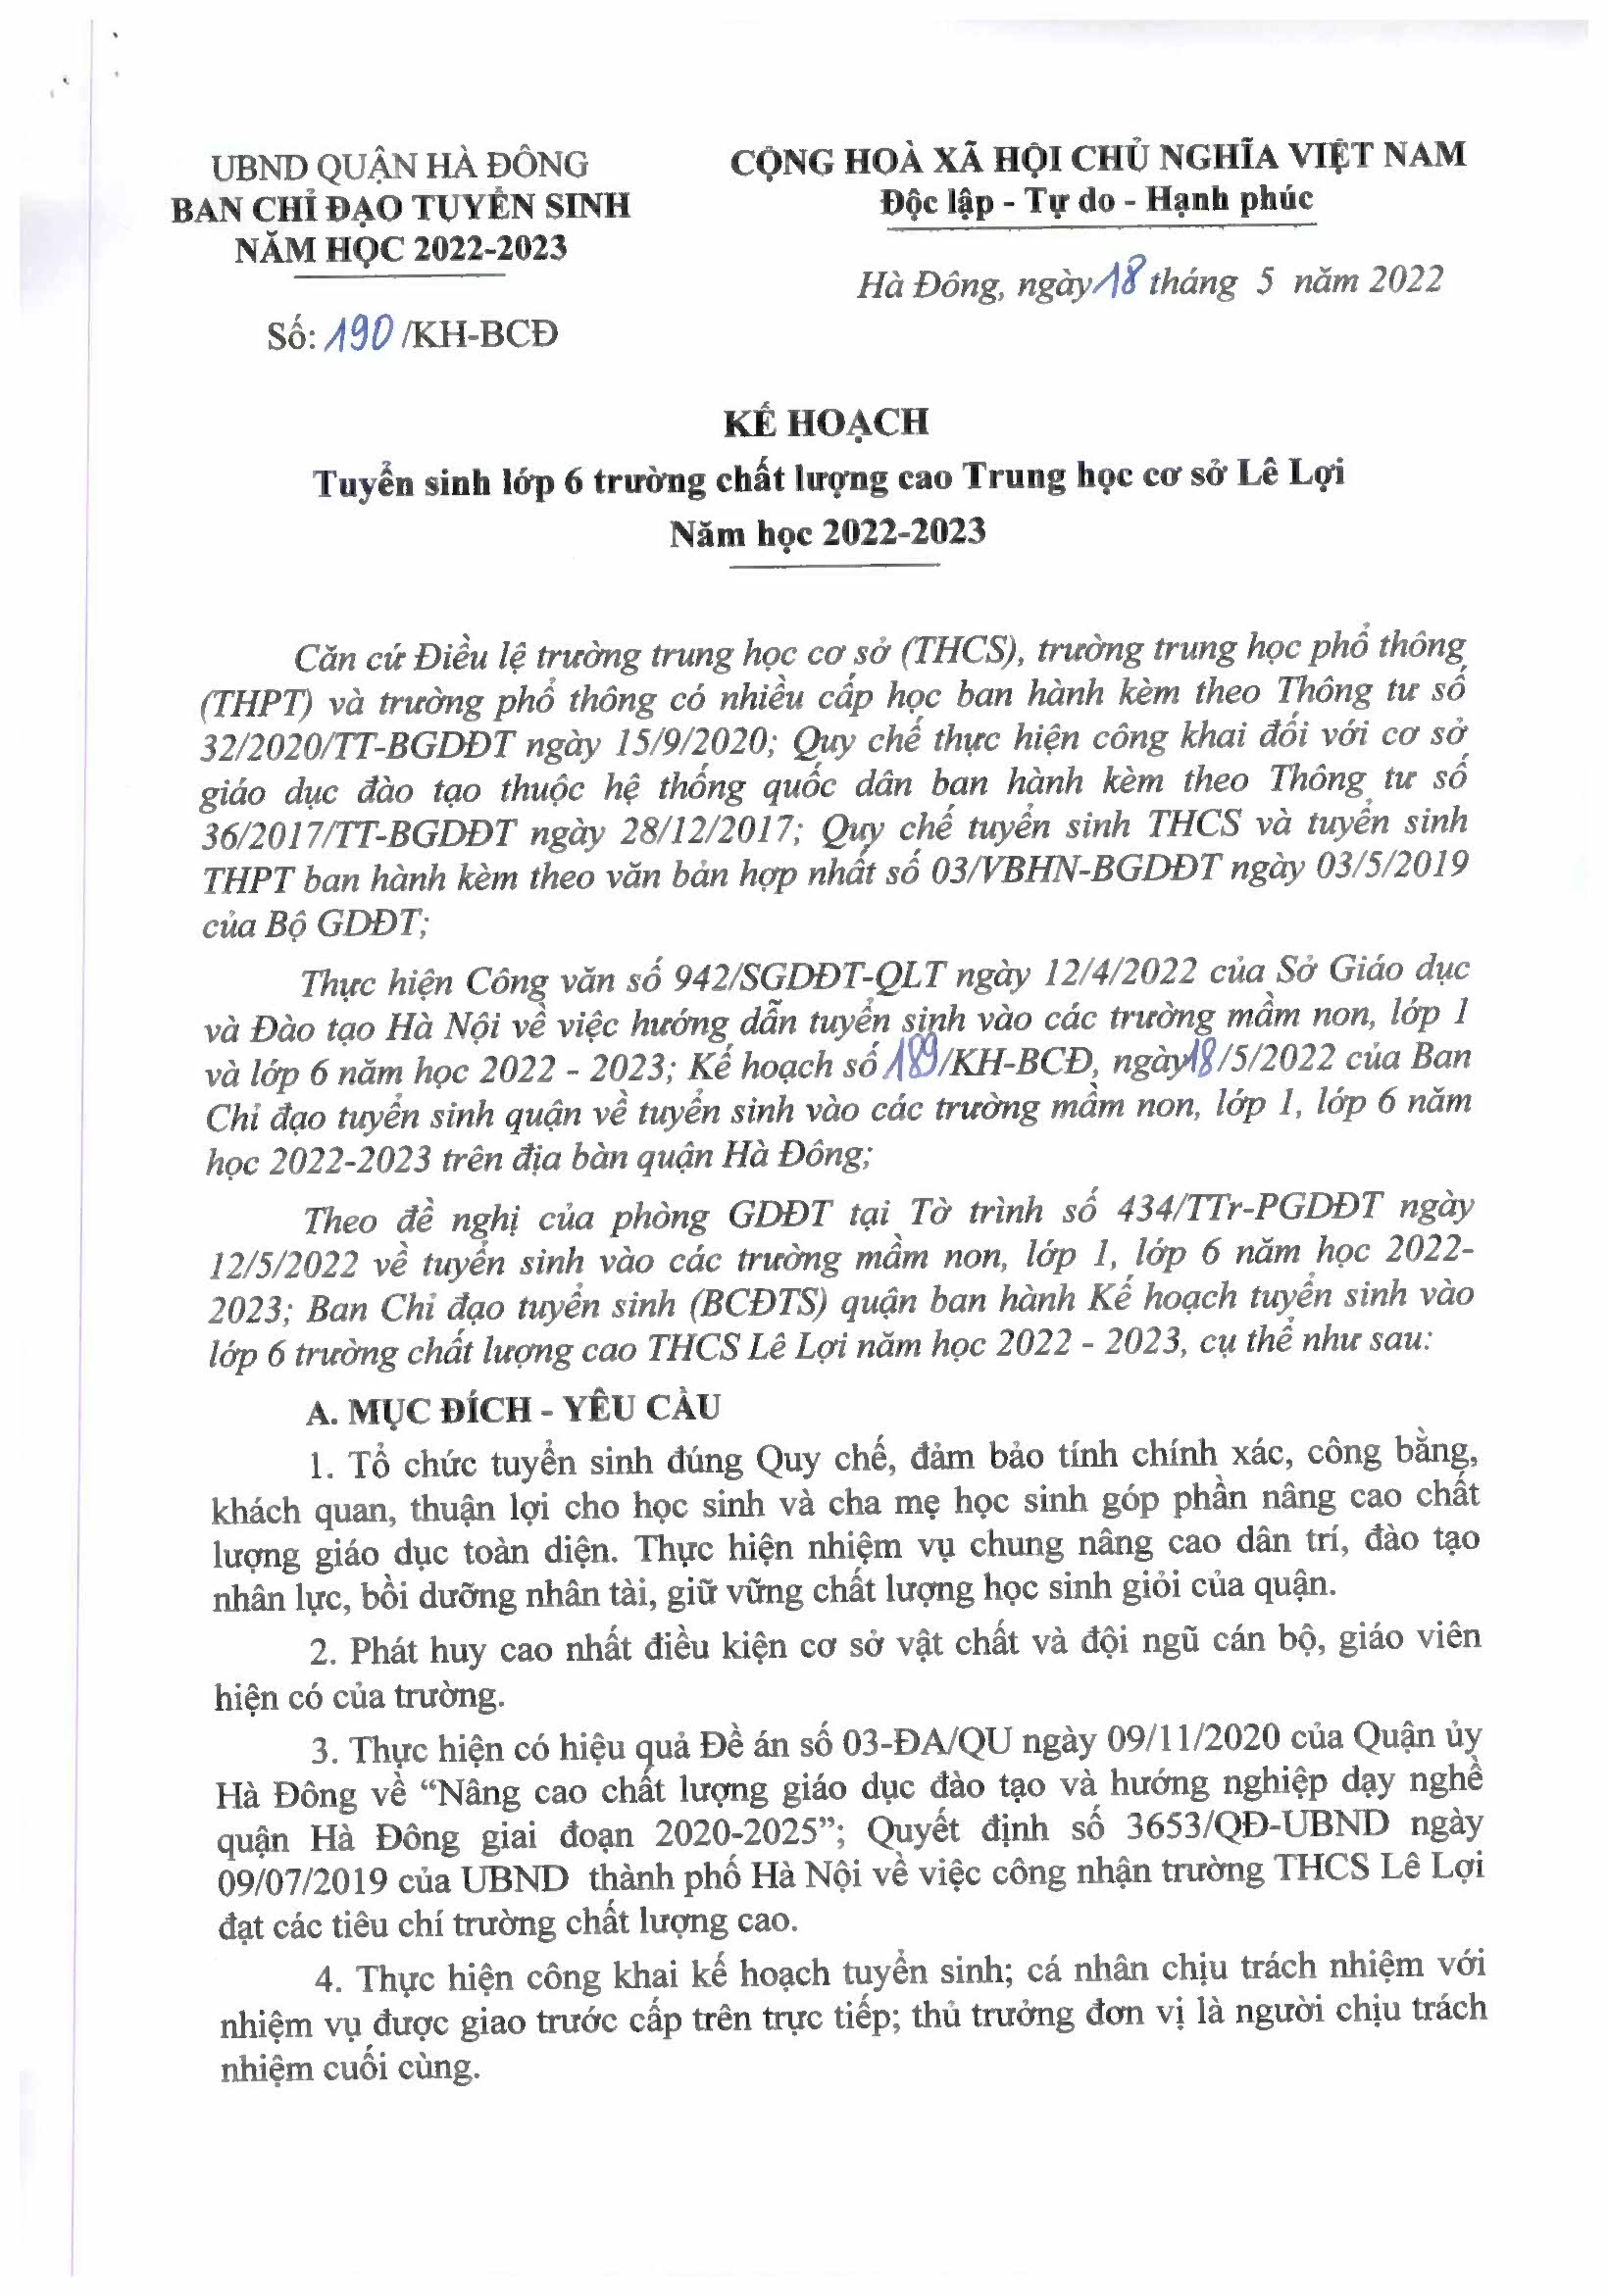 UBND QUẬN HÀ ĐÔNG
BAN CHỈ ĐẠO TUYỂN SINH
NĂM HỌC 2022-2023
Số: 190 /KH-BCĐ
CỘNG HOÀ XÃ HỘI CHỦ NGHĨA VIỆT NAM
Độc lập - Tự do - Hạnh phúc
Hà Đông, ngày 18 tháng 5 năm 2022
KẾ HOẠCH
Tuyển sinh lớp 6 trường chất lượng cao Trung học cơ sở Lê Lợi
Năm học 2022-2023
Căn cứ Điều lệ trường trung học cơ sở (THCS), trường trung học phổ thông
(THPT) và trường phổ thông có nhiều cấp học ban hành kèm theo Thông tư số
32/2020/TT-BGDĐT ngày 15/9/2020; Quy chế thực hiện công khai đối với cơ sở
giáo dục đào tạo thuộc hệ thống quốc dân ban hành kèm theo Thông tư số
36/2017/TT-BGDĐT ngày 28/12/2017; Quy chế tuyển sinh THCS và tuyển sinh
THPT ban hành kèm theo văn bản hợp nhất số 03/VBHN-BGDĐT ngày 03/5/2019
của Bộ GDĐT;
Thực hiện Công văn số 942/SGDĐT-QLT ngày 12/4/2022 của Sở Giáo dục
và Đào tạo Hà Nội về việc hướng dẫn tuyển sinh vào các trường mầm non, lớp 1
và lớp 6 năm học 2022 - 2023; Kế hoạch số 189/KH-BCĐ, ngày 18/5/2022 của Ban
Chỉ đạo tuyển sinh quận về tuyển sinh vào các trường mầm non, lớp 1, lớp 6 năm
học 2022-2023 trên địa bàn quận Hà Đông;
Theo đề nghị của phòng GDĐT tại Tờ trình số 434/TTr-PGDĐT ngày
12/5/2022 về tuyển sinh vào các trường mầm non, lớp 1, lớp 6 năm học 2022-
2023; Ban Chỉ đạo tuyển sinh (BCĐTS) quận ban hành Kế hoạch tuyển sinh vào
lớp 6 trường chất lượng cao THCS Lê Lợi năm học 2022 - 2023, cụ thể như sau:
A. MỤC ĐÍCH - YÊU CẦU
1. Tổ chức tuyển sinh đúng Quy chế, đảm bảo tính chính xác, công bằng,
khách quan, thuận lợi cho học sinh và cha mẹ học sinh góp phần nâng cao chất
lượng giáo dục toàn diện. Thực hiện nhiệm vụ chung nâng cao dân trí, đào tạo
nhân lực, bồi dưỡng nhân tài, giữ vững chất lượng học sinh giỏi của quận.
2. Phát huy cao nhất điều kiện cơ sở vật chất và đội ngũ cán bộ, giáo viên
hiện có của trường.
3. Thực hiện có hiệu quả Đề án số 03-ĐA/QU ngày 09/11/2020 của Quận ủy
Hà Đông về “Nâng cao chất lượng giáo dục đào tạo và hướng nghiệp dạy nghề
quận Hà Đông giai đoạn 2020-2025”; Quyết định số 3653/QĐ-UBND ngày
09/07/2019 của UBND thành phố Hà Nội về việc công nhận trường THCS Lê Lợi
đạt các tiêu chí trường chất lượng cao.
4. Thực hiện công khai kế hoạch tuyển sinh; cá nhân chịu trách nhiệm với
nhiệm vụ được giao trước cấp trên trực tiếp; thủ trưởng đơn vị là người chịu trách
nhiệm cuối cùng.